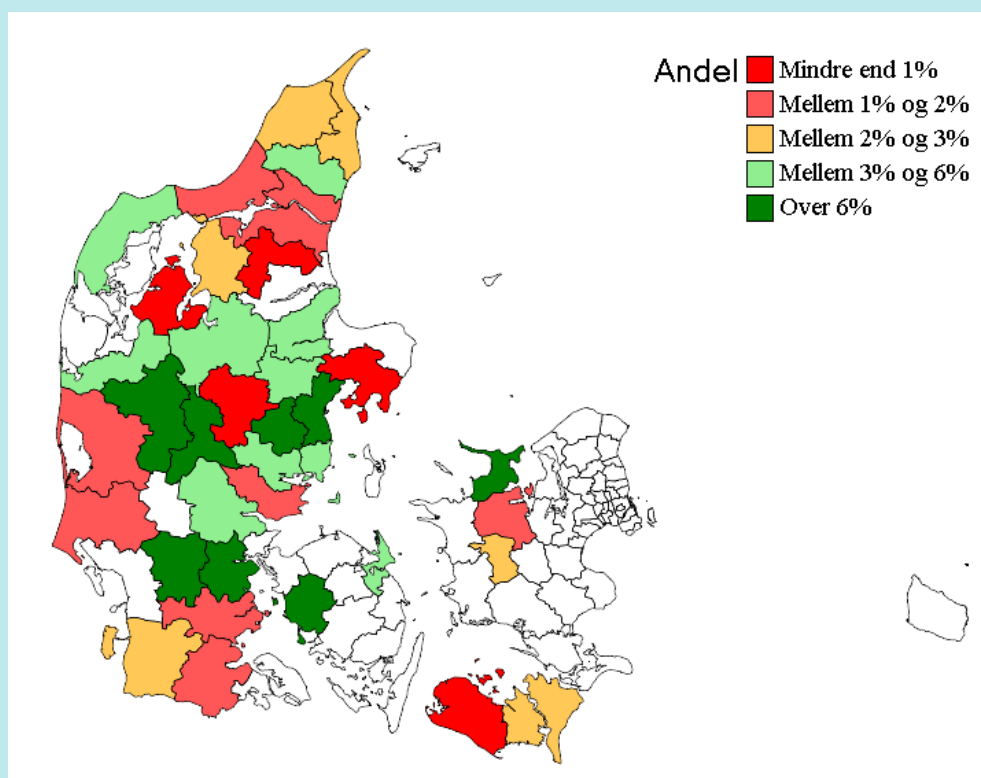 Andel
Mindre end 1%
Mellem 1% og 2%
Mellem 2% og 3%
Mellem 3% og 6%
Over 6%